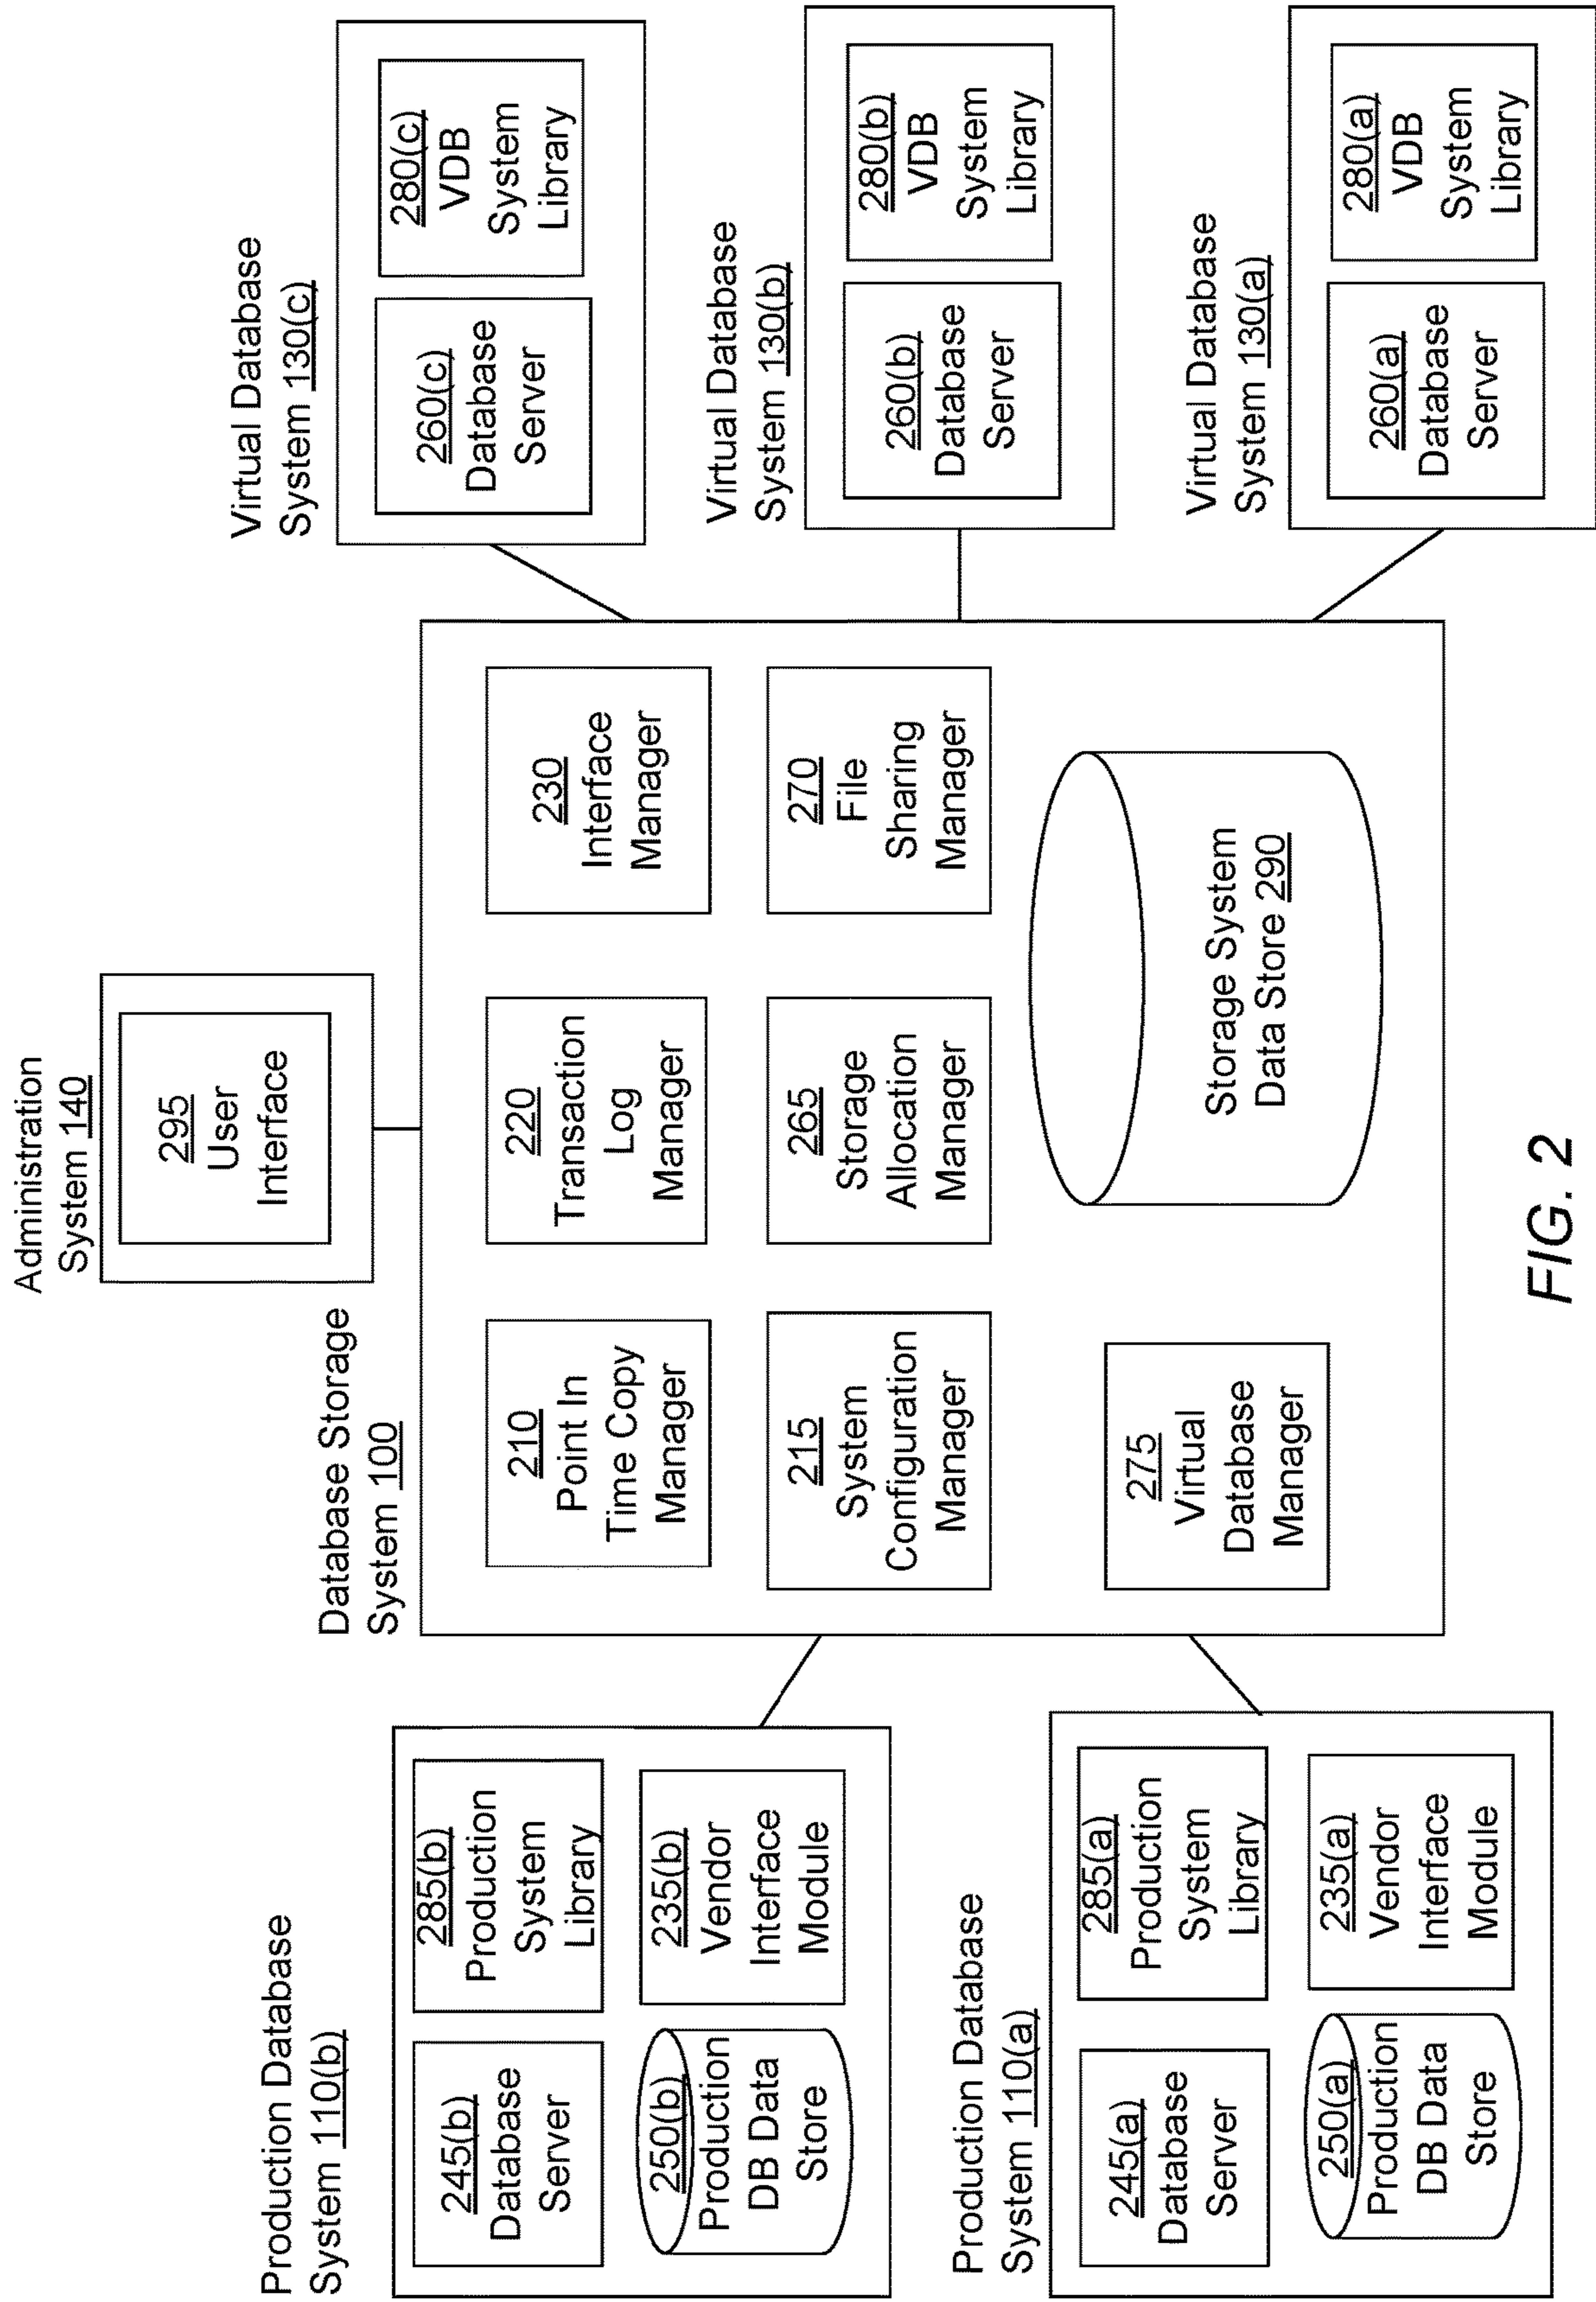 Administration
System 140
295
User
Interface
Database Storage
System 100
210
Point In
Time Copy
Manager
220
Transaction
Log
Manager
230
Interface
Manager
215
System
Configuration
Manager
265
Storage
Allocation
Manager
270
File
Sharing
Manager
275
Virtual
Database
Manager
Storage System
Data Store 290
Production Database
System 110(b)
245(b)
Database
Server
285(b)
Production
System
Library
250(b)
Production
DB Data
Store
235(b)
Vendor
Interface
Module
Production Database
System 110(a)
245(a)
Database
Server
285(a)
Production
System
Library
250(a)
Production
DB Data
Store
235(a)
Vendor
Interface
Module
Virtual Database
System 130(c)
260(c)
Database
Server
280(c)
VDB
System
Library
Virtual Database
System 130(b)
260(b)
Database
Server
280(b)
VDB
System
Library
Virtual Database
System 130(a)
260(a)
Database
Server
280(a)
VDB
System
Library
FIG. 2